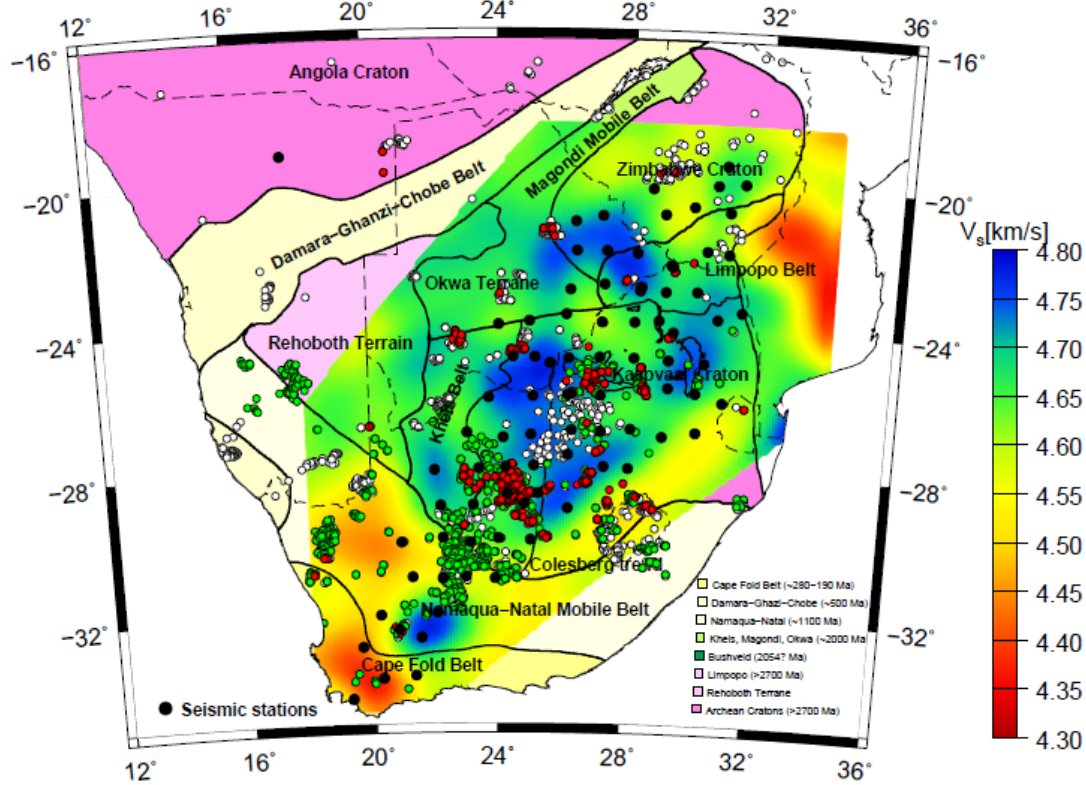 12° 16° 20° 24° 28° 32° 36°
−16° −16°
Angola Craton
Magondi Mobile Belt
Zimbabwe Craton
Damara−Ghanzi−Chobe Belt
−20° −20°
Vs[km/s]
Okwa Terrane
Limpopo Belt
Rehoboth Terrain
−24° −24°
Kaapvaal Craton
Kheis Belt
−28° −28°
Colesberg trend
Namaqua−Natal Mobile Belt
−32° −32°
Cape Fold Belt
Seismic stations
Cape Fold Belt (~280−190 Ma)
Damara−Ghazi−Chobe (~500 Ma)
Namaqua−Natal (~1100 Ma)
Kheis, Magondi, Okwa (~2000 Ma)
Bushveld (2054? Ma)
Limpopo (>2700 Ma)
Rehoboth Terrane
Archean Cratons (>2700 Ma)
12° 16° 20° 24° 28° 32° 36°
4.80
4.75
4.70
4.65
4.60
4.55
4.50
4.45
4.40
4.35
4.30